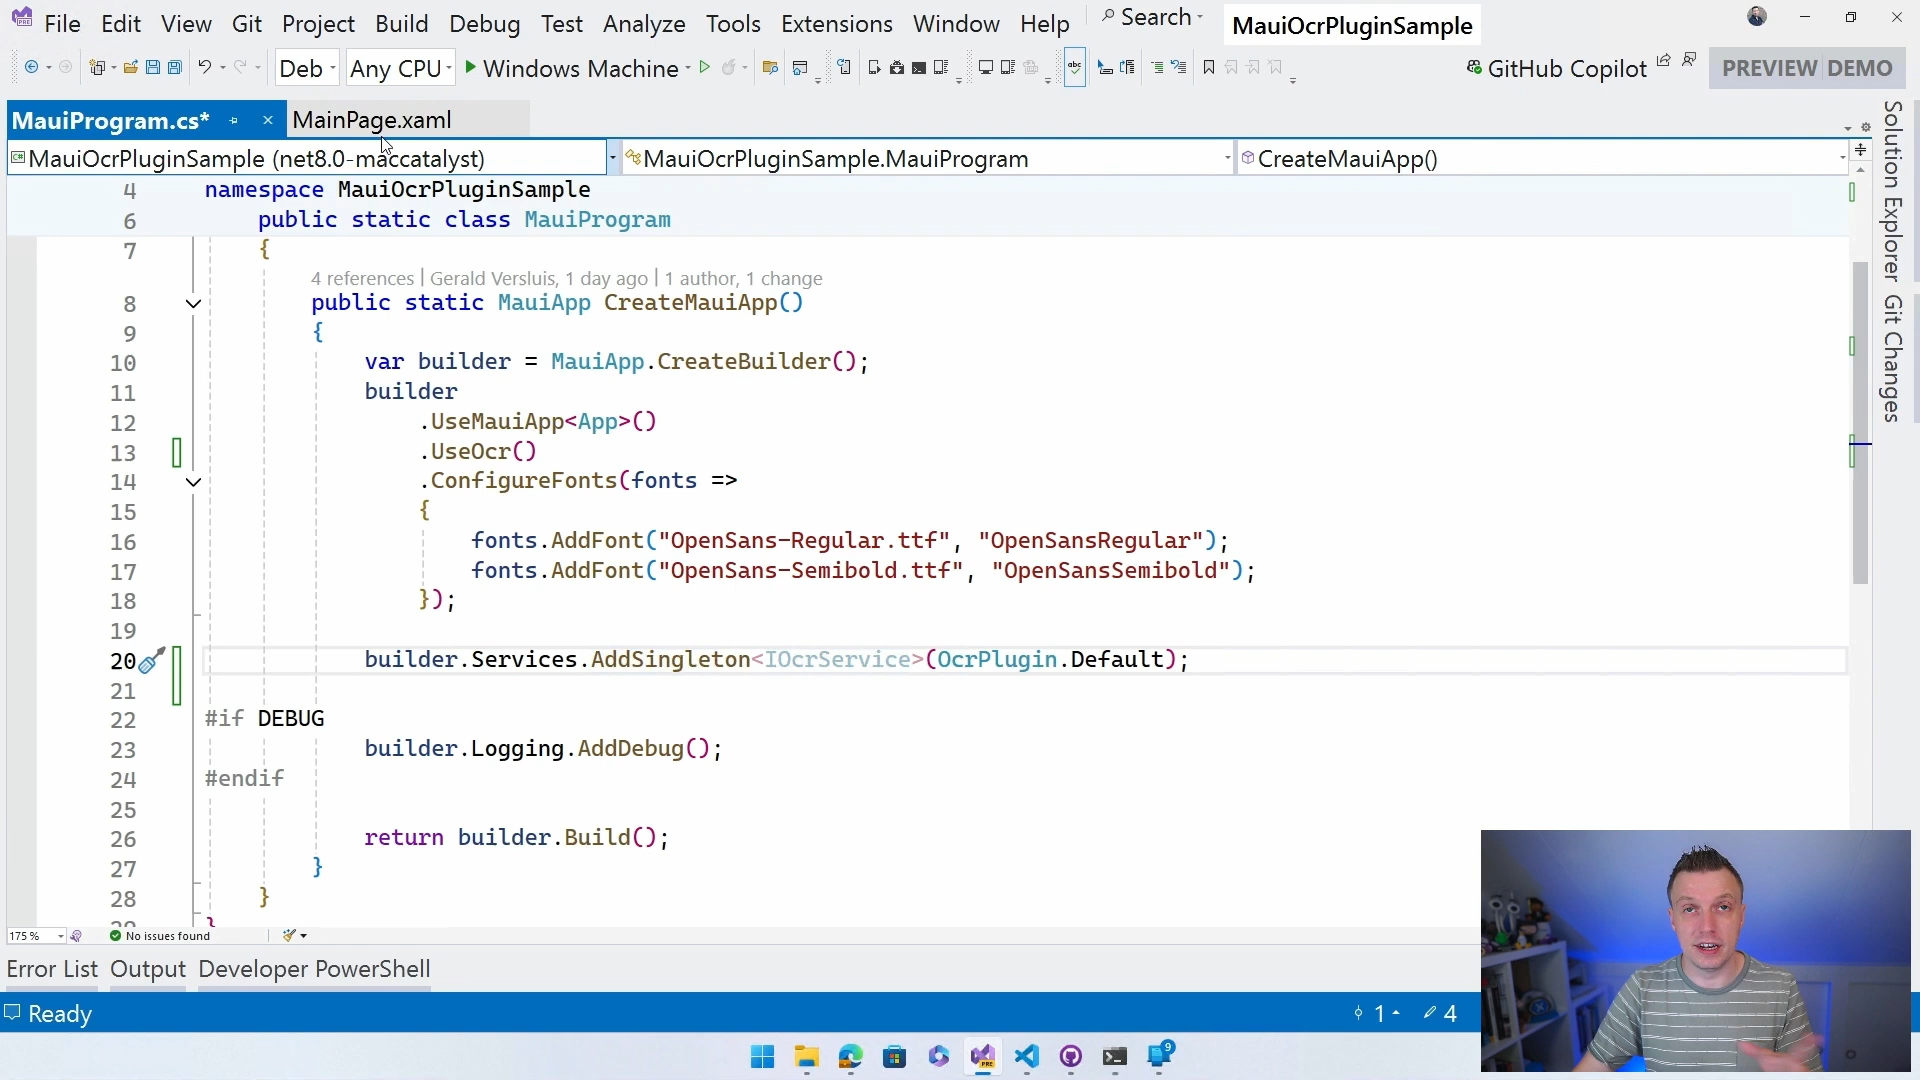 File Edit View Git Project Build Debug Test Analyze Tools Extensions Window Help Search MauiOcrPluginSample
Deb Any CPU Windows Machine GitHub Copilot PREVIEW DEMO
MauiProgram.cs* MainPage.xaml
MauiOcrPluginSample (net8.0-maccatalyst) MauiOcrPluginSample.MauiProgram CreateMauiApp()
4 namespace MauiOcrPluginSample
6 public static class MauiProgram
7 {
4 references | Gerald Versluis, 1 day ago | 1 author, 1 change
8 public static MauiApp CreateMauiApp()
9 {
10 var builder = MauiApp.CreateBuilder();
11 builder
12 .UseMauiApp<App>()
13 .UseOcr()
14 .ConfigureFonts(fonts =>
15 {
16 fonts.AddFont("OpenSans-Regular.ttf", "OpenSansRegular");
17 fonts.AddFont("OpenSans-Semibold.ttf", "OpenSansSemibold");
18 });
19
20 builder.Services.AddSingleton<IOcrService>(OcrPlugin.Default);
21
22 #if DEBUG
23 builder.Logging.AddDebug();
24 #endif
25
26 return builder.Build();
27 }
28 }
}
Solution Explorer
Git Changes
175 % No issues found
Error List Output Developer PowerShell
Ready 1 4
9